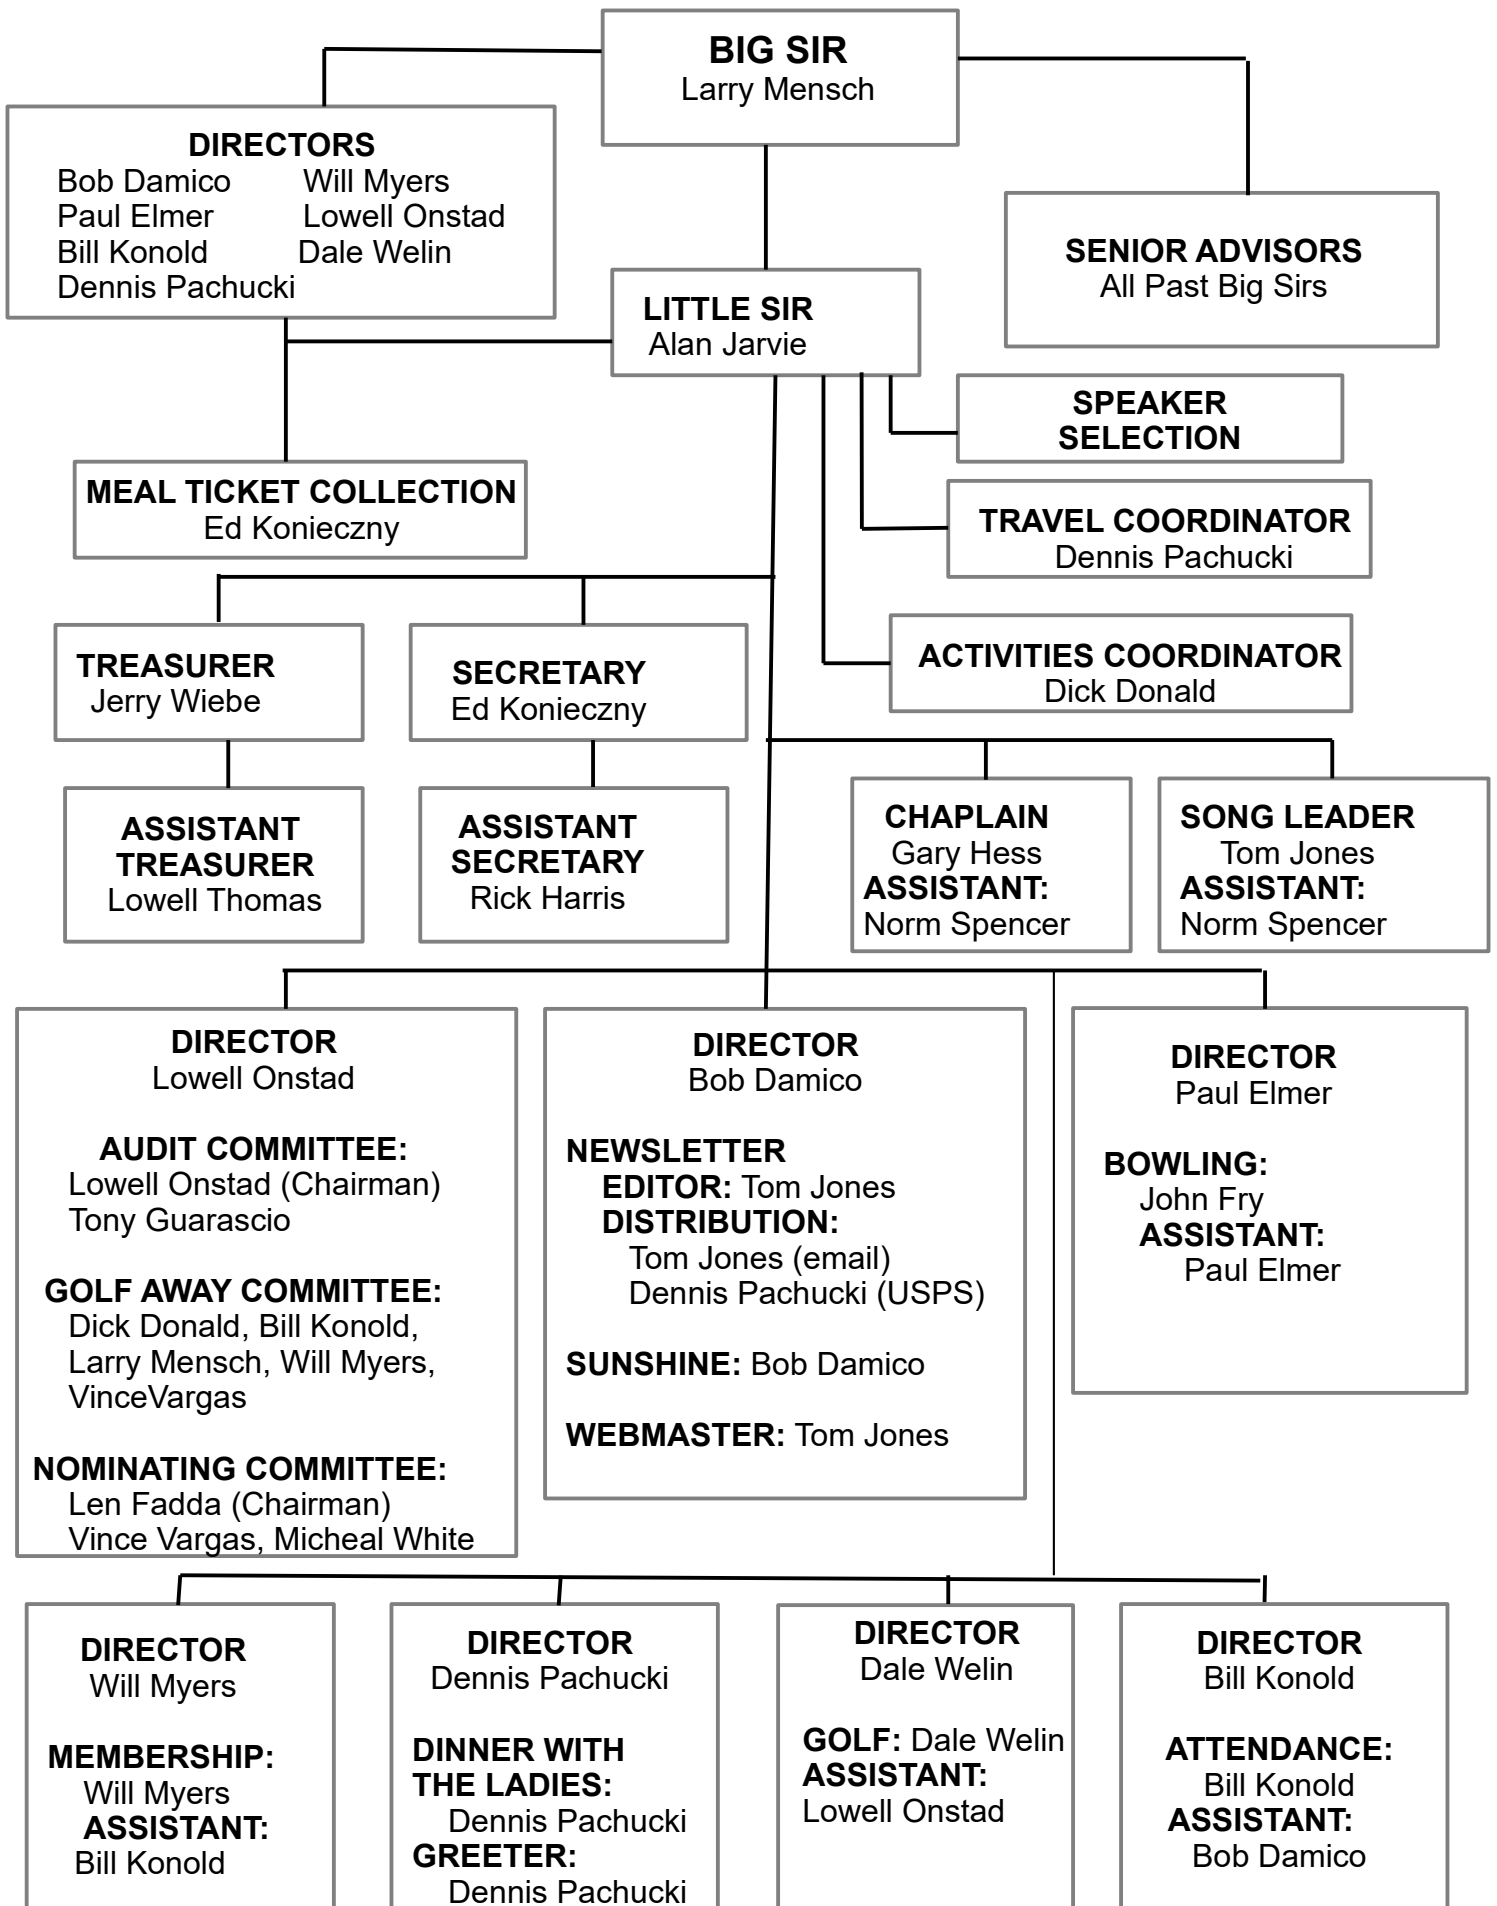 BIG SIR
Larry Mensch
DIRECTORS
Bob Damico Will Myers
Paul Elmer Lowell Onstad
Bill Konold Dale Welin
Dennis Pachucki
SENIOR ADVISORS
All Past Big Sirs
LITTLE SIR
Alan Jarvie
SPEAKER
SELECTION
MEAL TICKET COLLECTION
Ed Konieczny
TRAVEL COORDINATOR
Dennis Pachucki
TREASURER
Jerry Wiebe
SECRETARY
Ed Konieczny
ACTIVITIES COORDINATOR
Dick Donald
ASSISTANT
TREASURER
Lowell Thomas
ASSISTANT
SECRETARY
Rick Harris
CHAPLAIN
Gary Hess
ASSISTANT:
Norm Spencer
SONG LEADER
Tom Jones
ASSISTANT:
Norm Spencer
DIRECTOR
Lowell Onstad
AUDIT COMMITTEE:
Lowell Onstad (Chairman)
Tony Guarascio
GOLF AWAY COMMITTEE:
Dick Donald, Bill Konold,
Larry Mensch, Will Myers,
VinceVargas
NOMINATING COMMITTEE:
Len Fadda (Chairman)
Vince Vargas, Micheal White
DIRECTOR
Bob Damico
NEWSLETTER
EDITOR: Tom Jones
DISTRIBUTION:
Tom Jones (email)
Dennis Pachucki (USPS)
SUNSHINE: Bob Damico
WEBMASTER: Tom Jones
DIRECTOR
Paul Elmer
BOWLING:
John Fry
ASSISTANT:
Paul Elmer
DIRECTOR
Will Myers
MEMBERSHIP:
Will Myers
ASSISTANT:
Bill Konold
DIRECTOR
Dennis Pachucki
DINNER WITH
THE LADIES:
Dennis Pachucki
GREETER:
Dennis Pachucki
DIRECTOR
Dale Welin
GOLF: Dale Welin
ASSISTANT:
Lowell Onstad
DIRECTOR
Bill Konold
ATTENDANCE:
Bill Konold
ASSISTANT:
Bob Damico